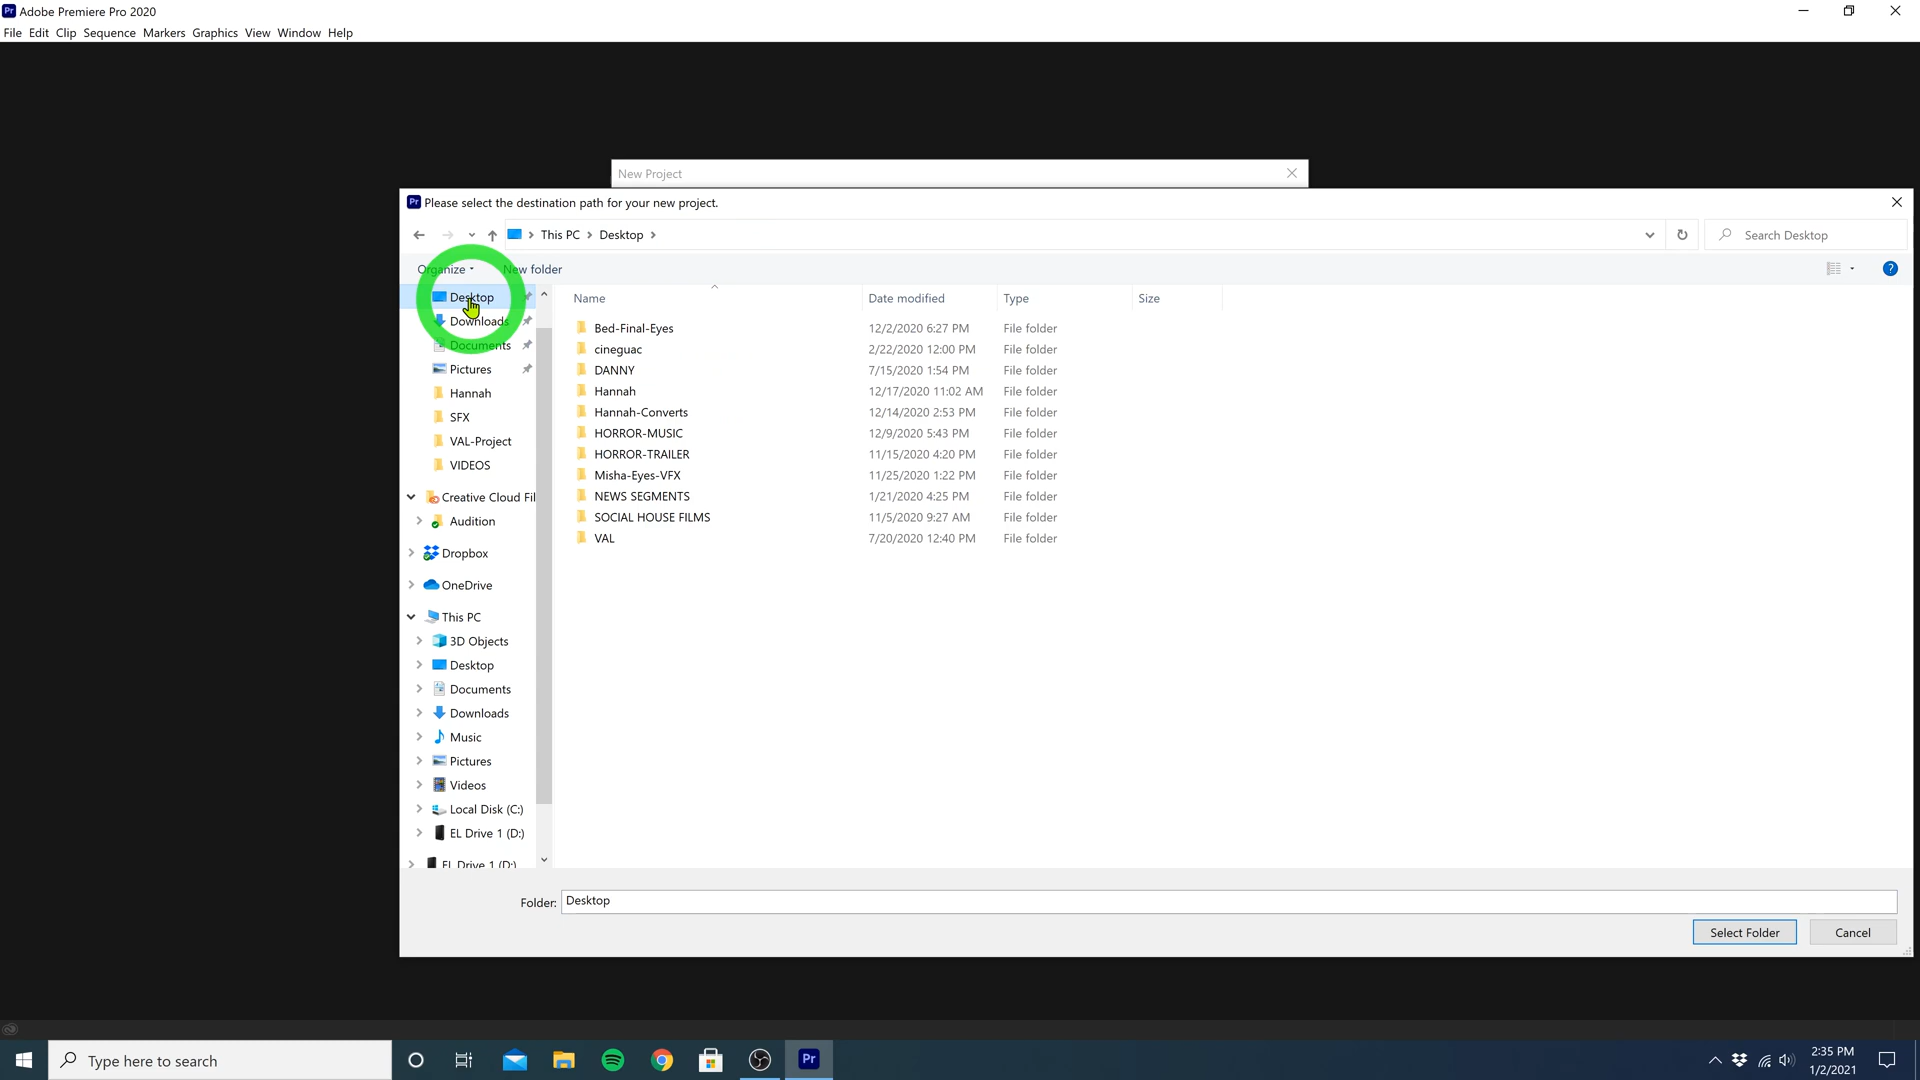 Pr Adobe Premiere Pro 2020
File Edit Clip Sequence Markers Graphics View Window Help
New Project
Pr Please select the destination path for your new project.
This PC Desktop
Search Desktop
Organize New folder
Name Date modified Type Size
Desktop
Downloads
Documents
Pictures
Hannah
SFX
VAL-Project
VIDEOS
Creative Cloud Fil
Audition
Dropbox
OneDrive
This PC
3D Objects
Desktop
Documents
Downloads
Music
Pictures
Videos
Local Disk (C:)
EL Drive 1 (D:)
EL Drive 1 (D:)
Bed-Final-Eyes 12/2/2020 6:27 PM File folder
cineguac 2/22/2020 12:00 PM File folder
DANNY 7/15/2020 1:54 PM File folder
Hannah 12/17/2020 11:02 AM File folder
Hannah-Converts 12/14/2020 2:53 PM File folder
HORROR-MUSIC 12/9/2020 5:43 PM File folder
HORROR-TRAILER 11/15/2020 4:20 PM File folder
Misha-Eyes-VFX 11/25/2020 1:22 PM File folder
NEWS SEGMENTS 1/21/2020 4:25 PM File folder
SOCIAL HOUSE FILMS 11/5/2020 9:27 AM File folder
VAL 7/20/2020 12:40 PM File folder
Folder: Desktop
Select Folder Cancel
Type here to search
Pr
2:35 PM
1/2/2021